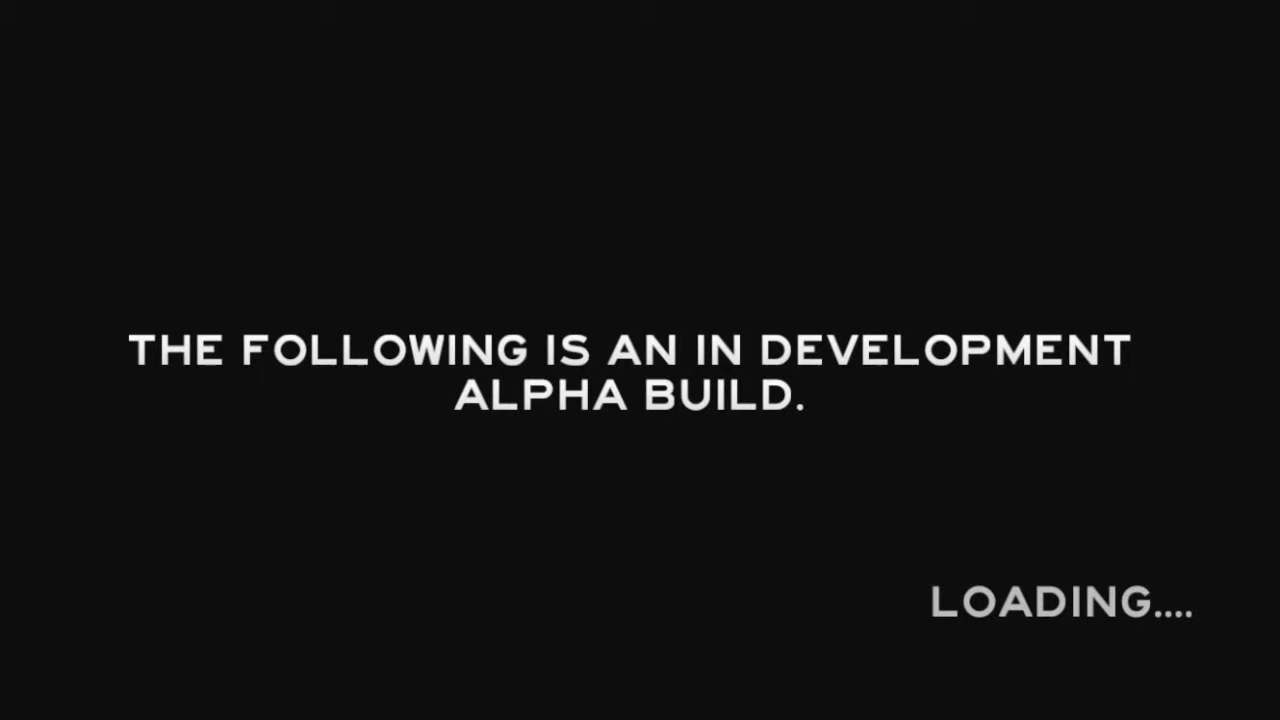 THE FOLLOWING IS AN IN DEVELOPMENT
ALPHA BUILD.
LOADING....